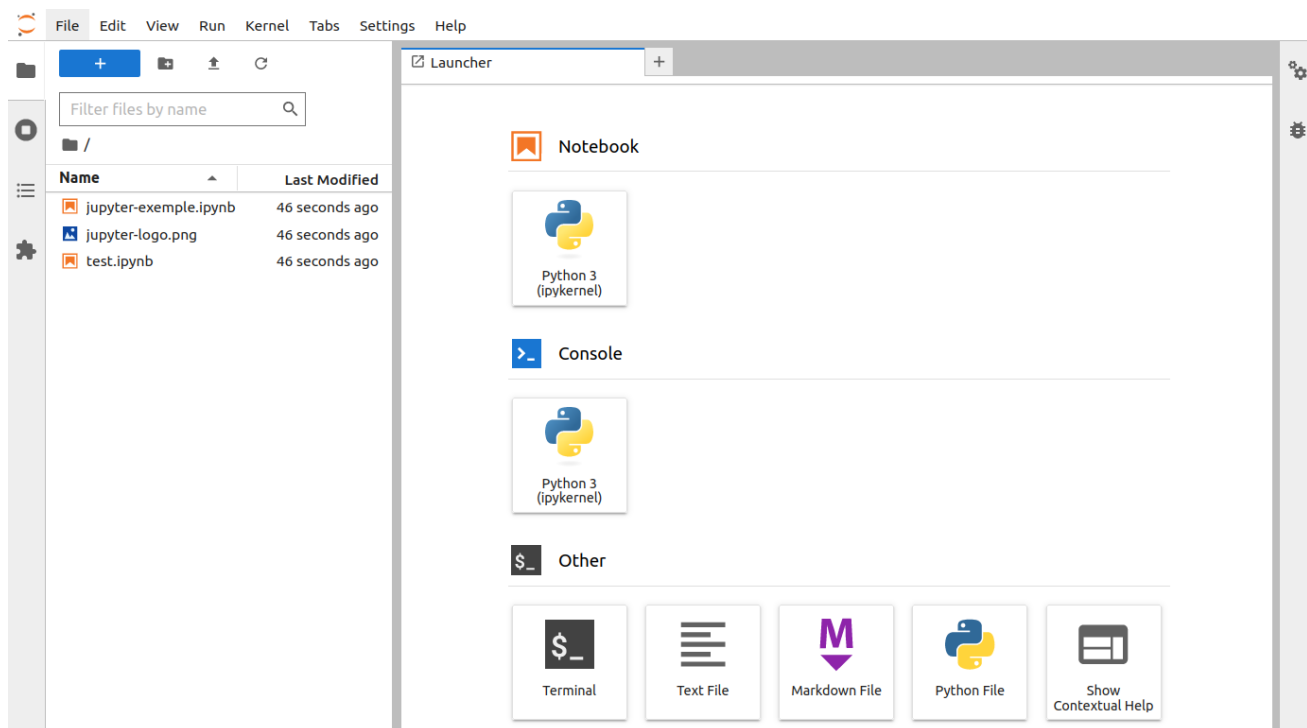 File Edit View Run Kernel Tabs Settings Help
+
Launcher
+
Filter files by name
/
Name Last Modified
jupyter-exemple.ipynb 46 seconds ago
jupyter-logo.png 46 seconds ago
test.ipynb 46 seconds ago
Notebook
Python 3
(ipykernel)
Console
Python 3
(ipykernel)
$_ Other
$_
Terminal
Text File
M
Markdown File
Python File
Show
Contextual Help